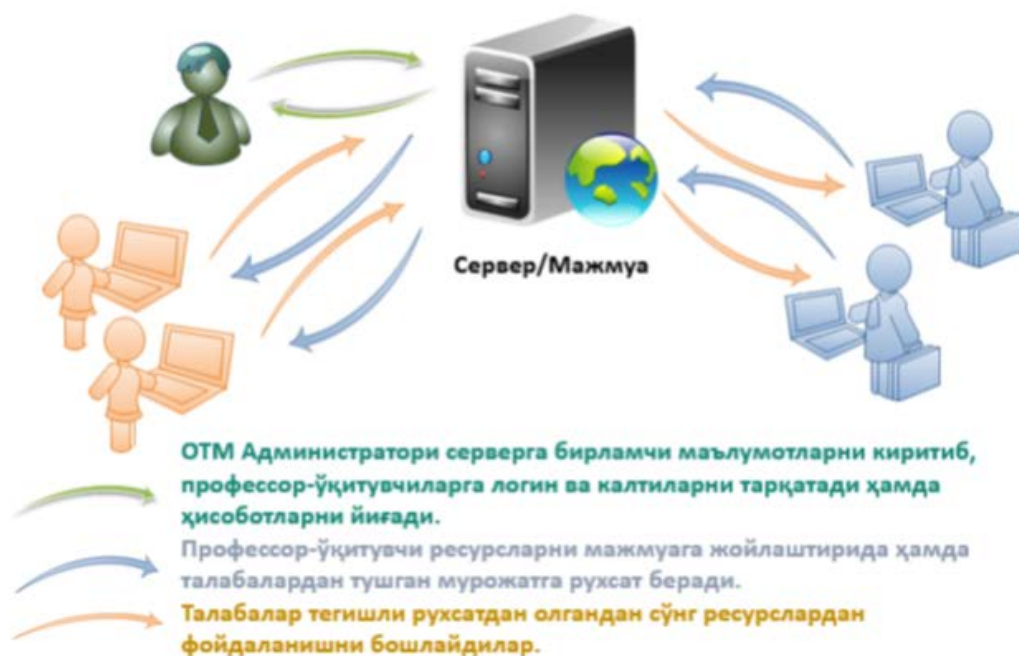 Сервер/Мажмуа
ОТМ Администратори серверга бирламчи маълумотларни киритиб,
профессор-ўқитувчиларга логин ва калтиларни тарқатади ҳамда
ҳисоботларни йиғади.
Профессор-ўқитувчи ресурсларни мажмуага жойлаштирида ҳамда
талабалардан тушган мурожатга рухсат беради.
Талабалар тегишли рухсатдан олгандан сўнг ресурслардан
фойдаланишни бошлайдилар.